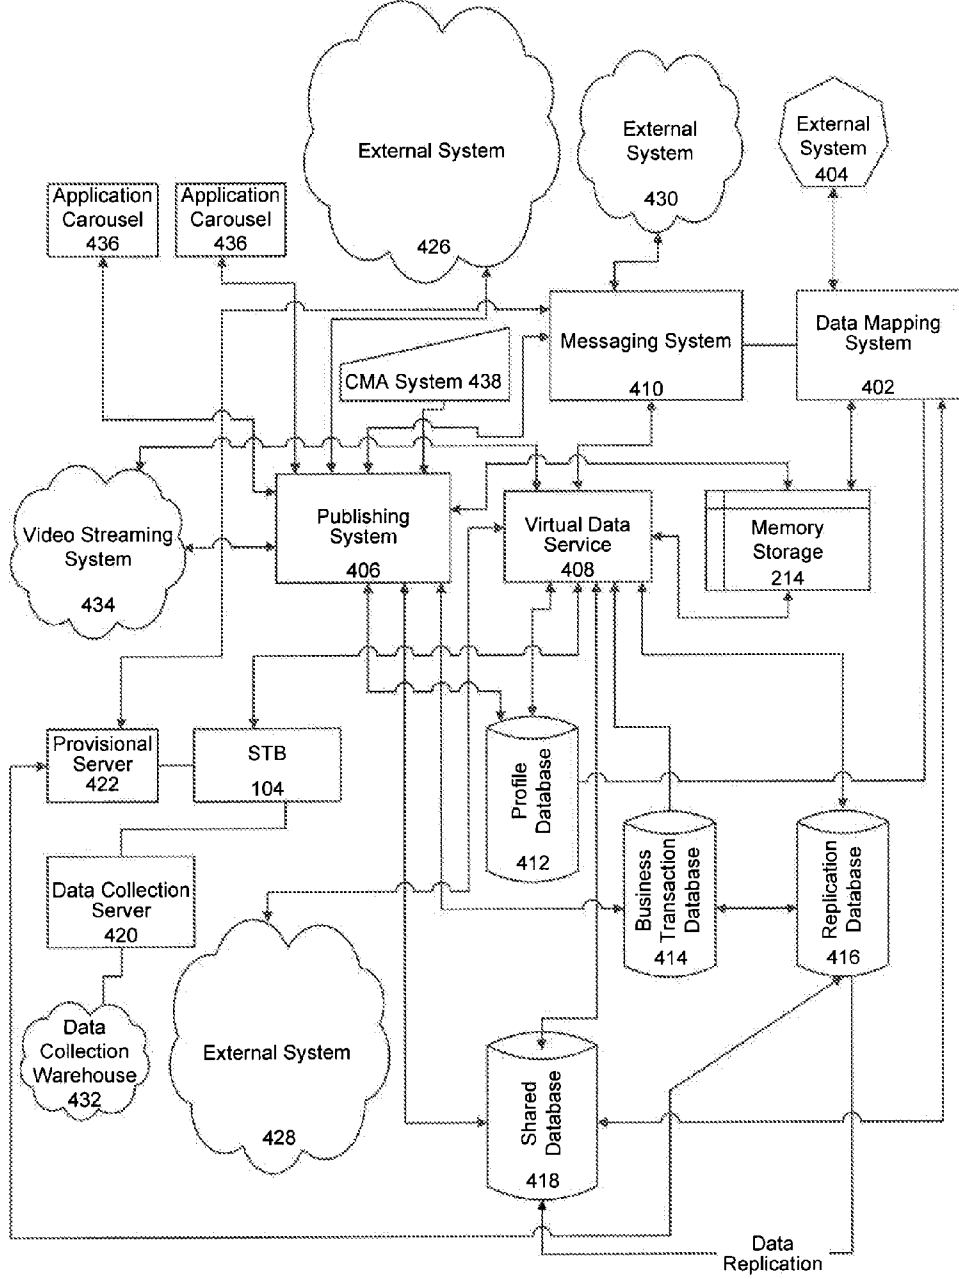 External System
426
External
System
430
External
System
404
Application
Carousel
436
Application
Carousel
436
Messaging System
410
Data Mapping
System
402
CMA System 438
Video Streaming
System
434
Publishing
System
406
Virtual Data
Service
408
Memory
Storage
214
Provisional
Server
422
STB
104
Profile
Database
412
Data Collection
Server
420
Business
Transaction
Database
414
Replication
Database
416
Data
Collection
Warehouse
432
External System
428
Shared
Database
418
Data
Replication